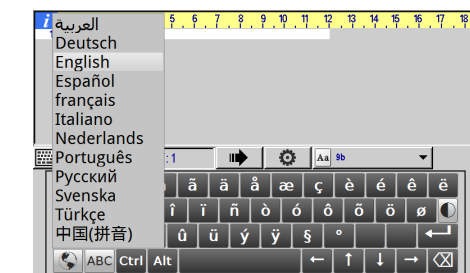 i
العربية
5 6 7 8 9 10 11 12 13 14 15 16 17 18
Deutsch
English
Español
français
Italiano
Nederlands
Português :1 Aa 9b
Русский ã ä å æ ç è é ê ë
Svenska
Türkçe î ï ñ ò ó ô õ ö ø
中国(拼音) û ü ý ÿ § °
ABC Ctrl Alt ← ↑ ↓ →